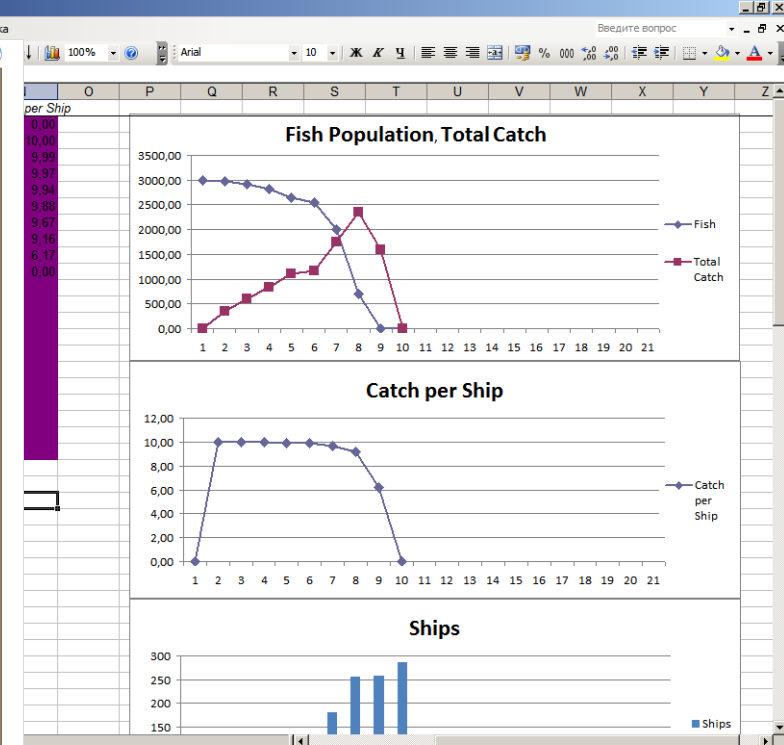 Введите вопрос
ка
100%
Arial
10
Ж К Ч
% 000
O P Q R S T U V W X Y Z
per Ship
0,00
10,00
9,99
9,97
9,94
9,88
9,67
9,16
6,17
0,00
Fish Population, Total Catch
3500,00
3000,00
2500,00
2000,00
1500,00
1000,00
500,00
0,00
1 2 3 4 5 6 7 8 9 10 11 12 13 14 15 16 17 18 19 20 21
Fish
Total
Catch
Catch per Ship
12,00
10,00
8,00
6,00
4,00
2,00
0,00
1 2 3 4 5 6 7 8 9 10 11 12 13 14 15 16 17 18 19 20 21
Catch
per
Ship
Ships
300
250
200
150
Ships